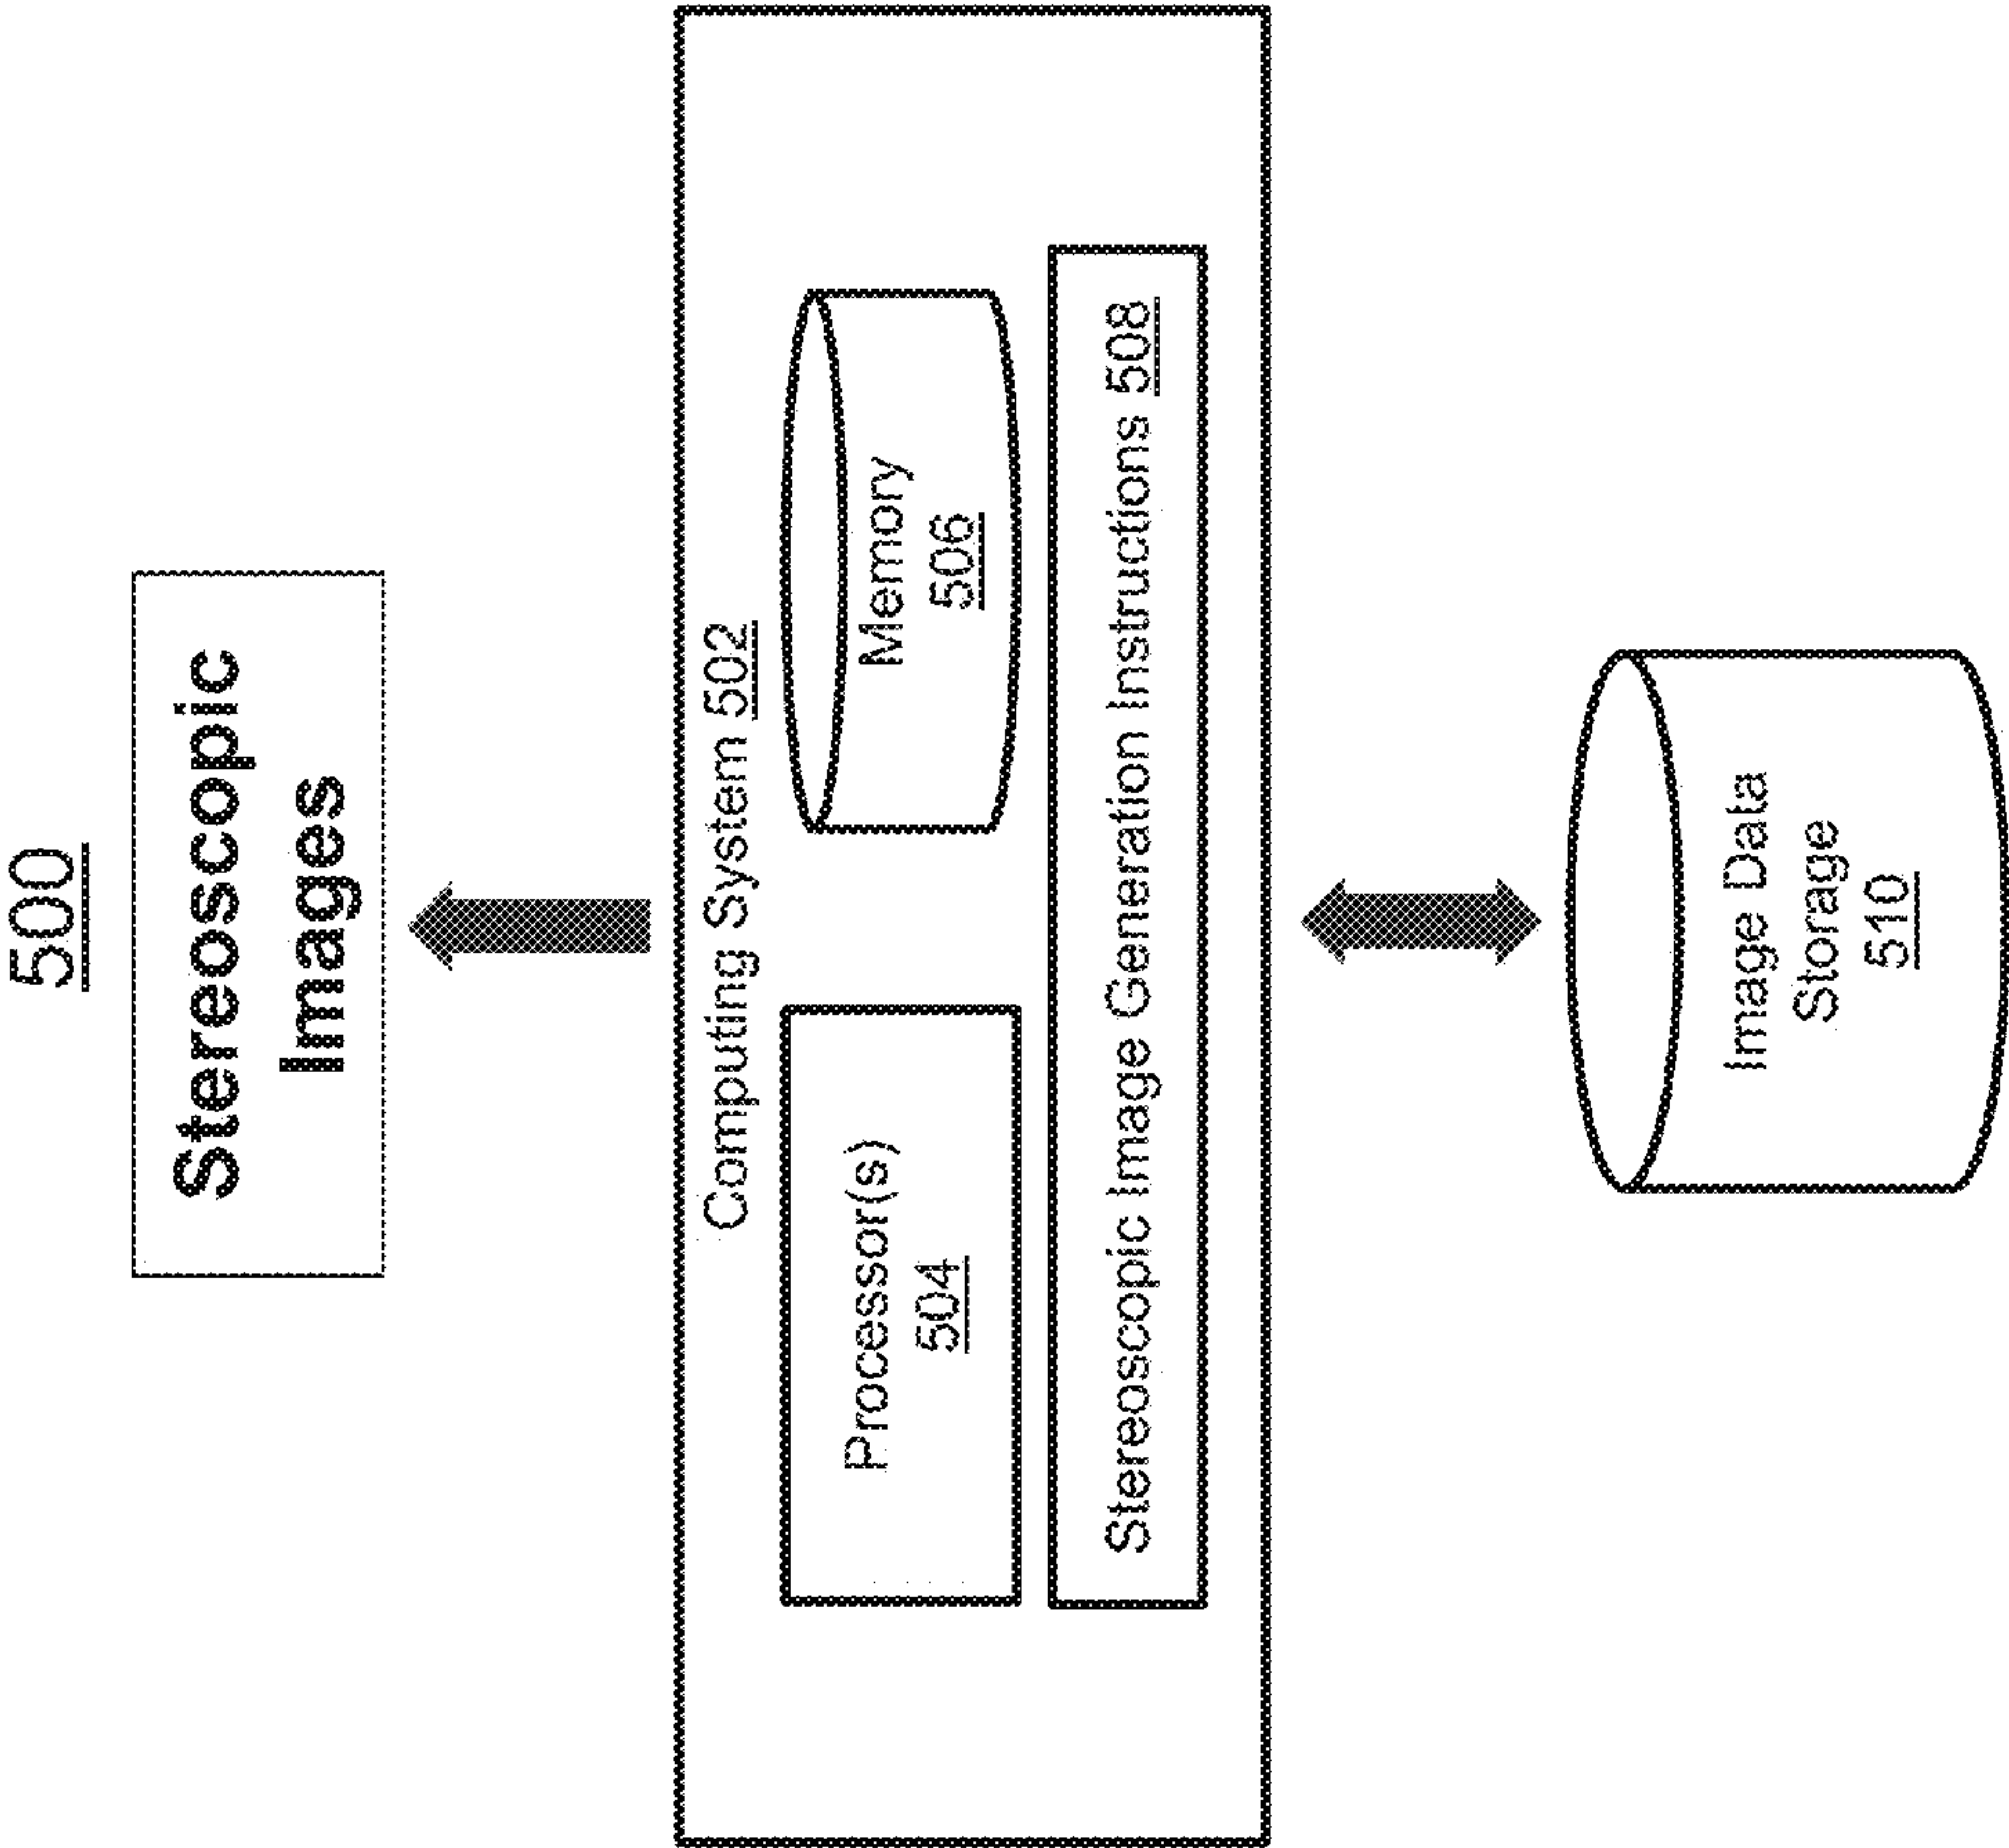 500
Stereoscopic
Images
Computing System 502
Processor(s)
504
Memory
506
Stereoscopic Image Generation Instructions 508
Image Data
Storage
510